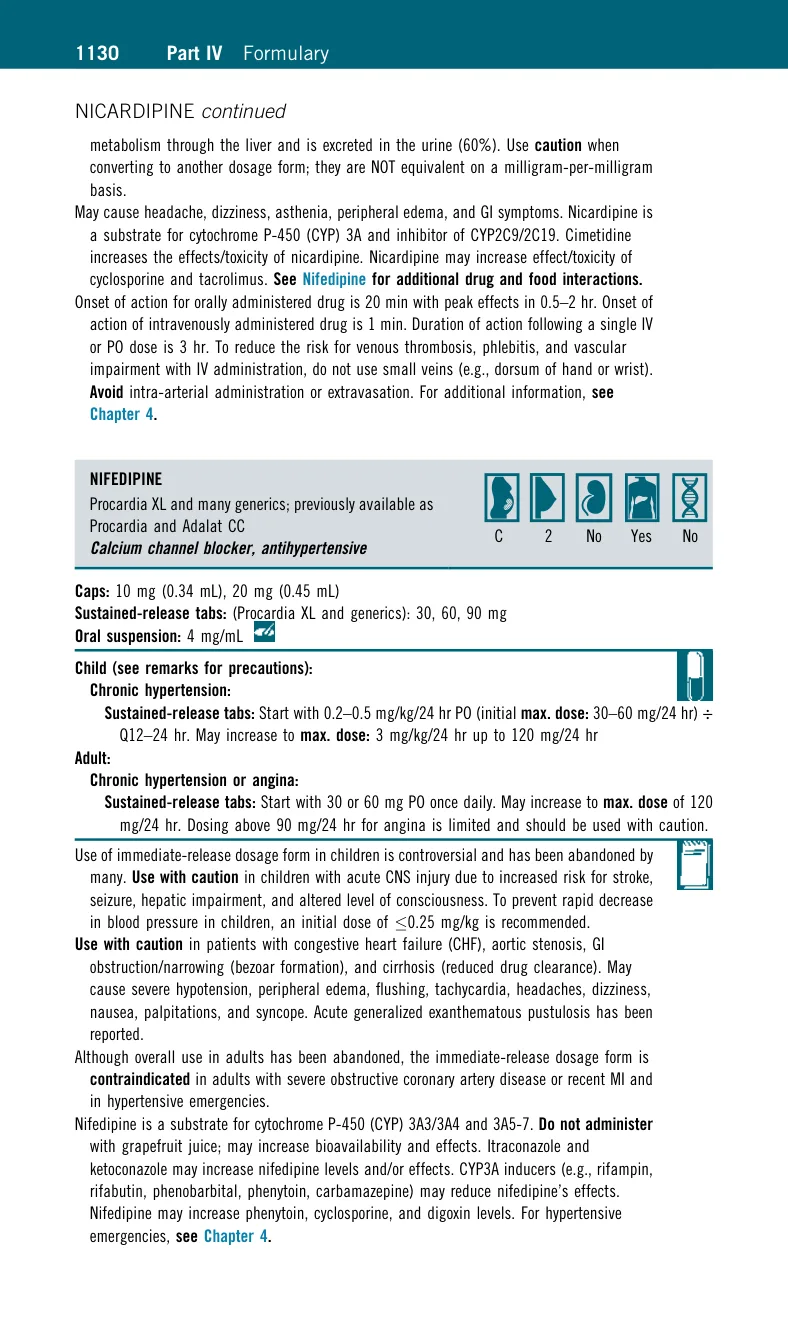 1130 Part IV Formulary
NICARDIPINE continued
metabolism through the liver and is excreted in the urine (60%). Use caution when
converting to another dosage form; they are NOT equivalent on a milligram-per-milligram
basis.
May cause headache, dizziness, asthenia, peripheral edema, and GI symptoms. Nicardipine is
a substrate for cytochrome P-450 (CYP) 3A and inhibitor of CYP2C9/2C19. Cimetidine
increases the effects/toxicity of nicardipine. Nicardipine may increase effect/toxicity of
cyclosporine and tacrolimus. See Nifedipine for additional drug and food interactions.
Onset of action for orally administered drug is 20 min with peak effects in 0.5–2 hr. Onset of
action of intravenously administered drug is 1 min. Duration of action following a single IV
or PO dose is 3 hr. To reduce the risk for venous thrombosis, phlebitis, and vascular
impairment with IV administration, do not use small veins (e.g., dorsum of hand or wrist).
Avoid intra-arterial administration or extravasation. For additional information, see
Chapter 4.
NIFEDIPINE
Procardia XL and many generics; previously available as
Procardia and Adalat CC
Calcium channel blocker, antihypertensive
C 2 No Yes No
Caps: 10 mg (0.34 mL), 20 mg (0.45 mL)
Sustained-release tabs: (Procardia XL and generics): 30, 60, 90 mg
Oral suspension: 4 mg/mL
Child (see remarks for precautions):
Chronic hypertension:
Sustained-release tabs: Start with 0.2–0.5 mg/kg/24 hr PO (initial max. dose: 30–60 mg/24 hr) ÷
Q12–24 hr. May increase to max. dose: 3 mg/kg/24 hr up to 120 mg/24 hr
Adult:
Chronic hypertension or angina:
Sustained-release tabs: Start with 30 or 60 mg PO once daily. May increase to max. dose of 120
mg/24 hr. Dosing above 90 mg/24 hr for angina is limited and should be used with caution.
Use of immediate-release dosage form in children is controversial and has been abandoned by
many. Use with caution in children with acute CNS injury due to increased risk for stroke,
seizure, hepatic impairment, and altered level of consciousness. To prevent rapid decrease
in blood pressure in children, an initial dose of ≤0.25 mg/kg is recommended.
Use with caution in patients with congestive heart failure (CHF), aortic stenosis, GI
obstruction/narrowing (bezoar formation), and cirrhosis (reduced drug clearance). May
cause severe hypotension, peripheral edema, flushing, tachycardia, headaches, dizziness,
nausea, palpitations, and syncope. Acute generalized exanthematous pustulosis has been
reported.
Although overall use in adults has been abandoned, the immediate-release dosage form is
contraindicated in adults with severe obstructive coronary artery disease or recent MI and
in hypertensive emergencies.
Nifedipine is a substrate for cytochrome P-450 (CYP) 3A3/3A4 and 3A5-7. Do not administer
with grapefruit juice; may increase bioavailability and effects. Itraconazole and
ketoconazole may increase nifedipine levels and/or effects. CYP3A inducers (e.g., rifampin,
rifabutin, phenobarbital, phenytoin, carbamazepine) may reduce nifedipine's effects.
Nifedipine may increase phenytoin, cyclosporine, and digoxin levels. For hypertensive
emergencies, see Chapter 4.